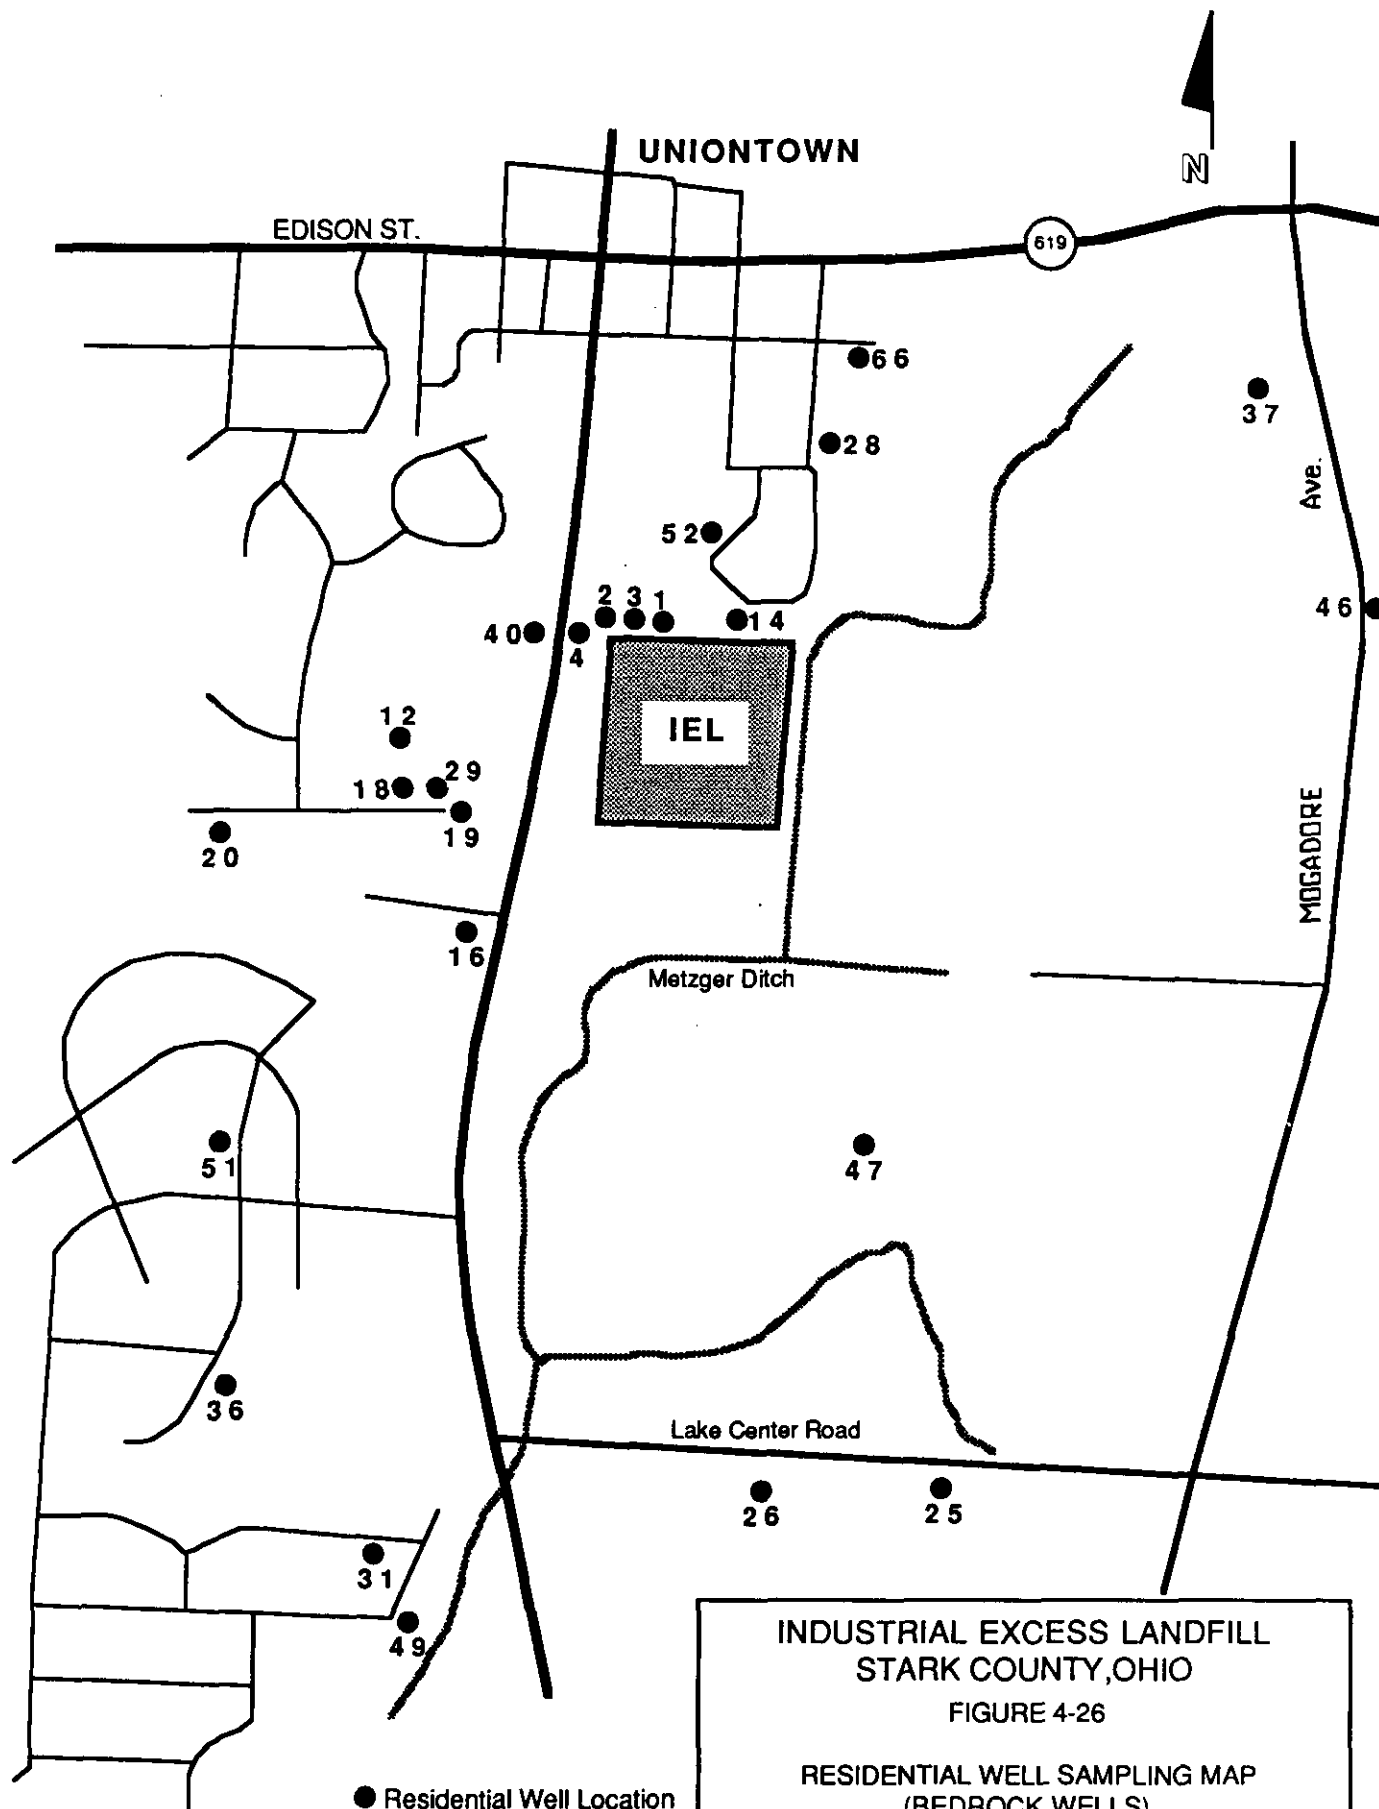 UNIONTOWN
N
EDISON ST.
619
66
37
28
Ave.
52
2 3 1
46
14
40
4
IEL
12
29
18
19
MOGADORE
20
16
Metzger Ditch
47
51
36
Lake Center Road
26
25
31
49
INDUSTRIAL EXCESS LANDFILL
STARK COUNTY,OHIO
FIGURE 4-26
RESIDENTIAL WELL SAMPLING MAP
(BEDROCK WELLS)
Residential Well Location